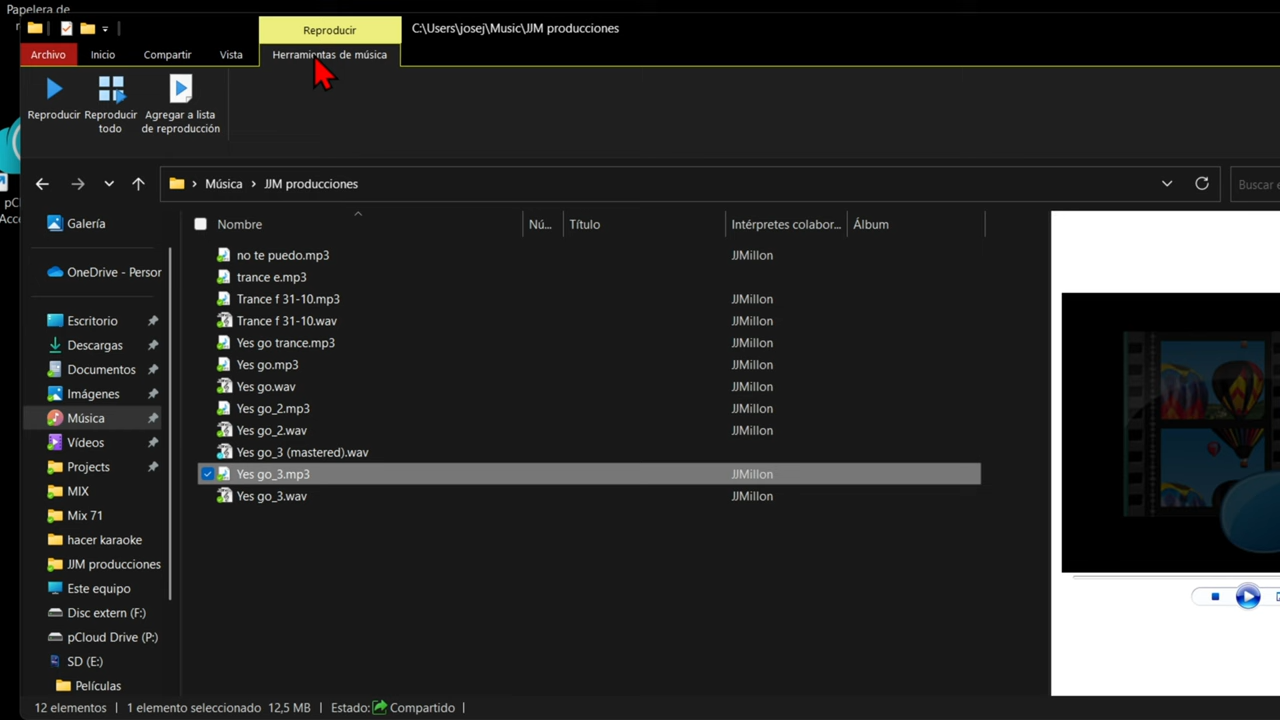 Papelera de
Reproducir
C:\Users\josej\Music\JJM producciones
Archivo
Inicio
Compartir
Vista
Herramientas de música
Reproducir
Reproducir
todo
Agregar a lista
de reproducción
Música
JJM producciones
Buscar
Galería
OneDrive - Person
Escritorio
Descargas
Documentos
Imágenes
Música
Vídeos
Projects
MIX
Mix 71
hacer karaoke
JJM producciones
Este equipo
Disc extern (F:)
pCloud Drive (P:)
SD (E:)
Películas
Nombre
Nú...
Título
Intérpretes colabor...
Álbum
no te puedo.mp3
JJMillon
trance e.mp3
Trance f 31-10.mp3
JJMillon
Trance f 31-10.wav
JJMillon
Yes go trance.mp3
JJMillon
Yes go.mp3
JJMillon
Yes go.wav
JJMillon
Yes go_2.mp3
JJMillon
Yes go_2.wav
JJMillon
Yes go_3 (mastered).wav
Yes go_3.mp3
JJMillon
Yes go_3.wav
JJMillon
12 elementos
1 elemento seleccionado
12,5 MB
Estado:
Compartido